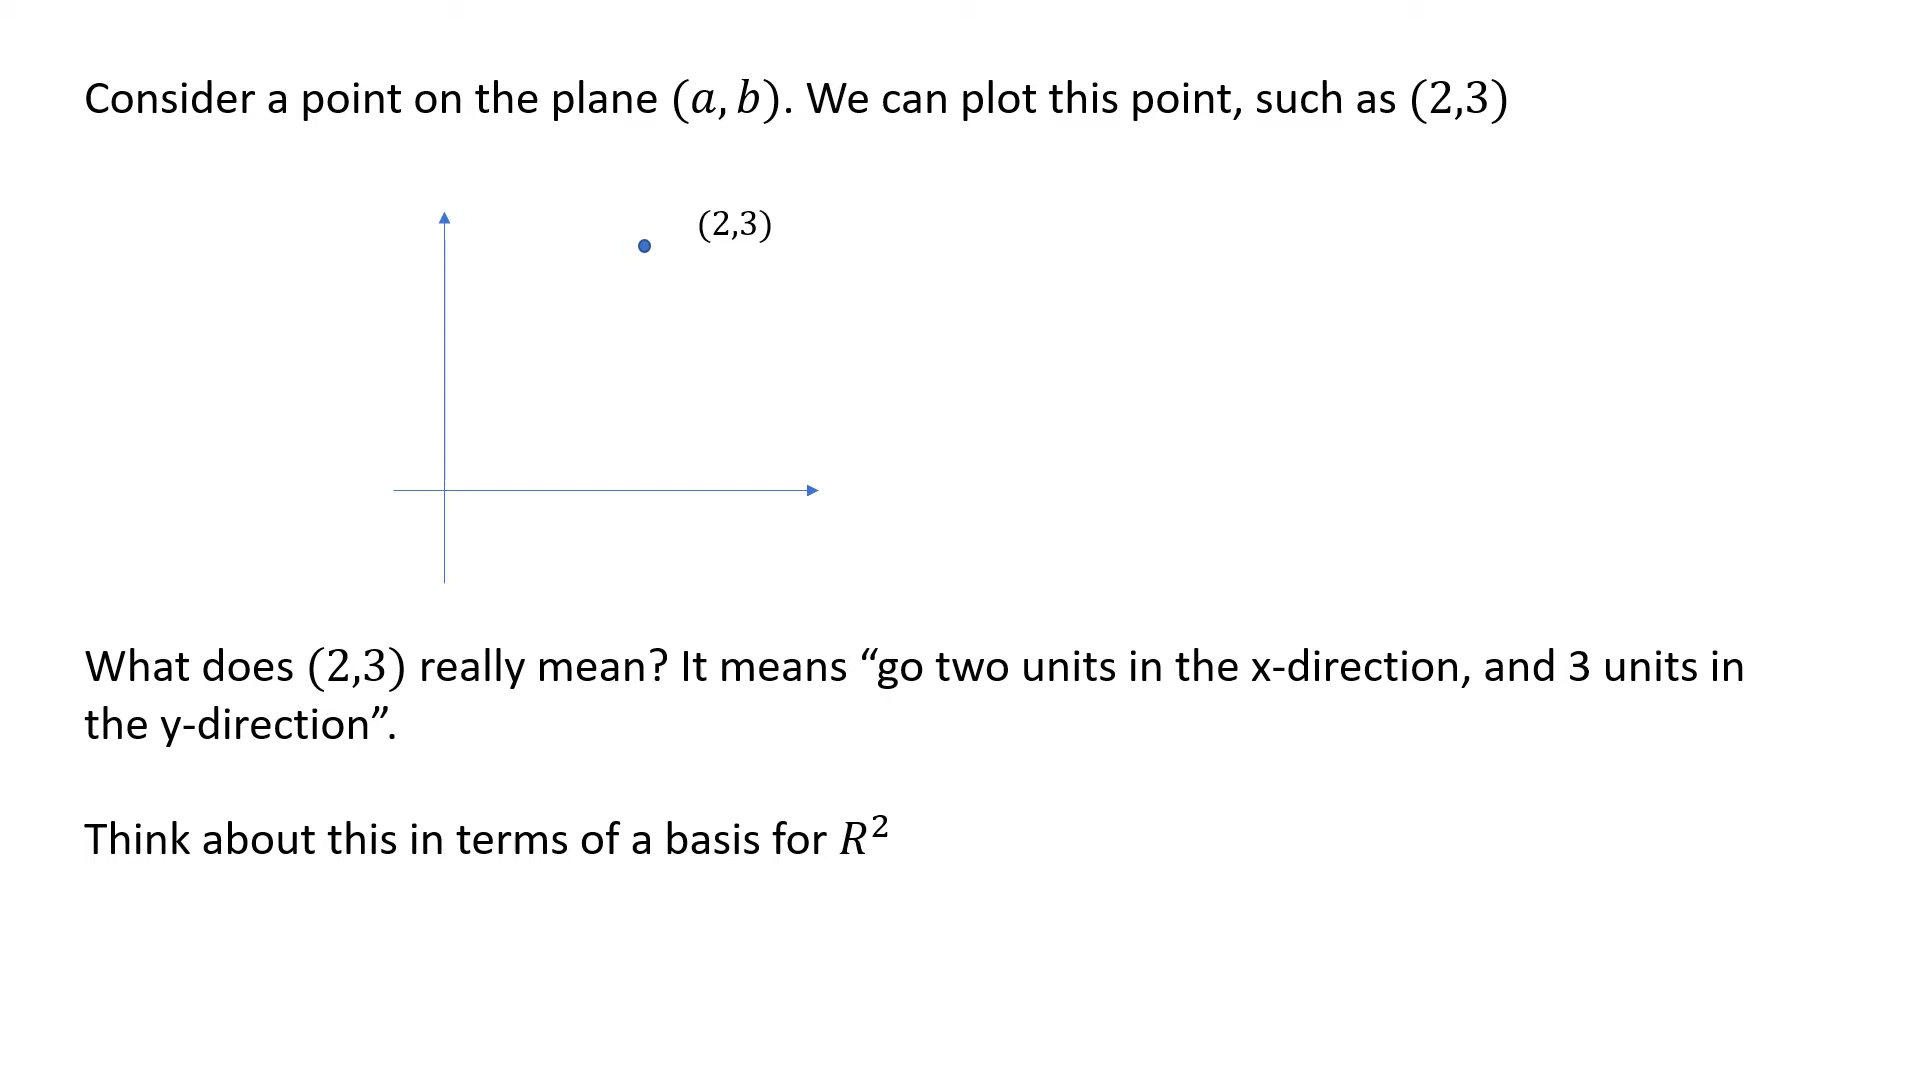 Consider a point on the plane (a, b). We can plot this point, such as (2,3)
(2,3)
What does (2,3) really mean? It means “go two units in the x-direction, and 3 units in
the y-direction”.
Think about this in terms of a basis for R²